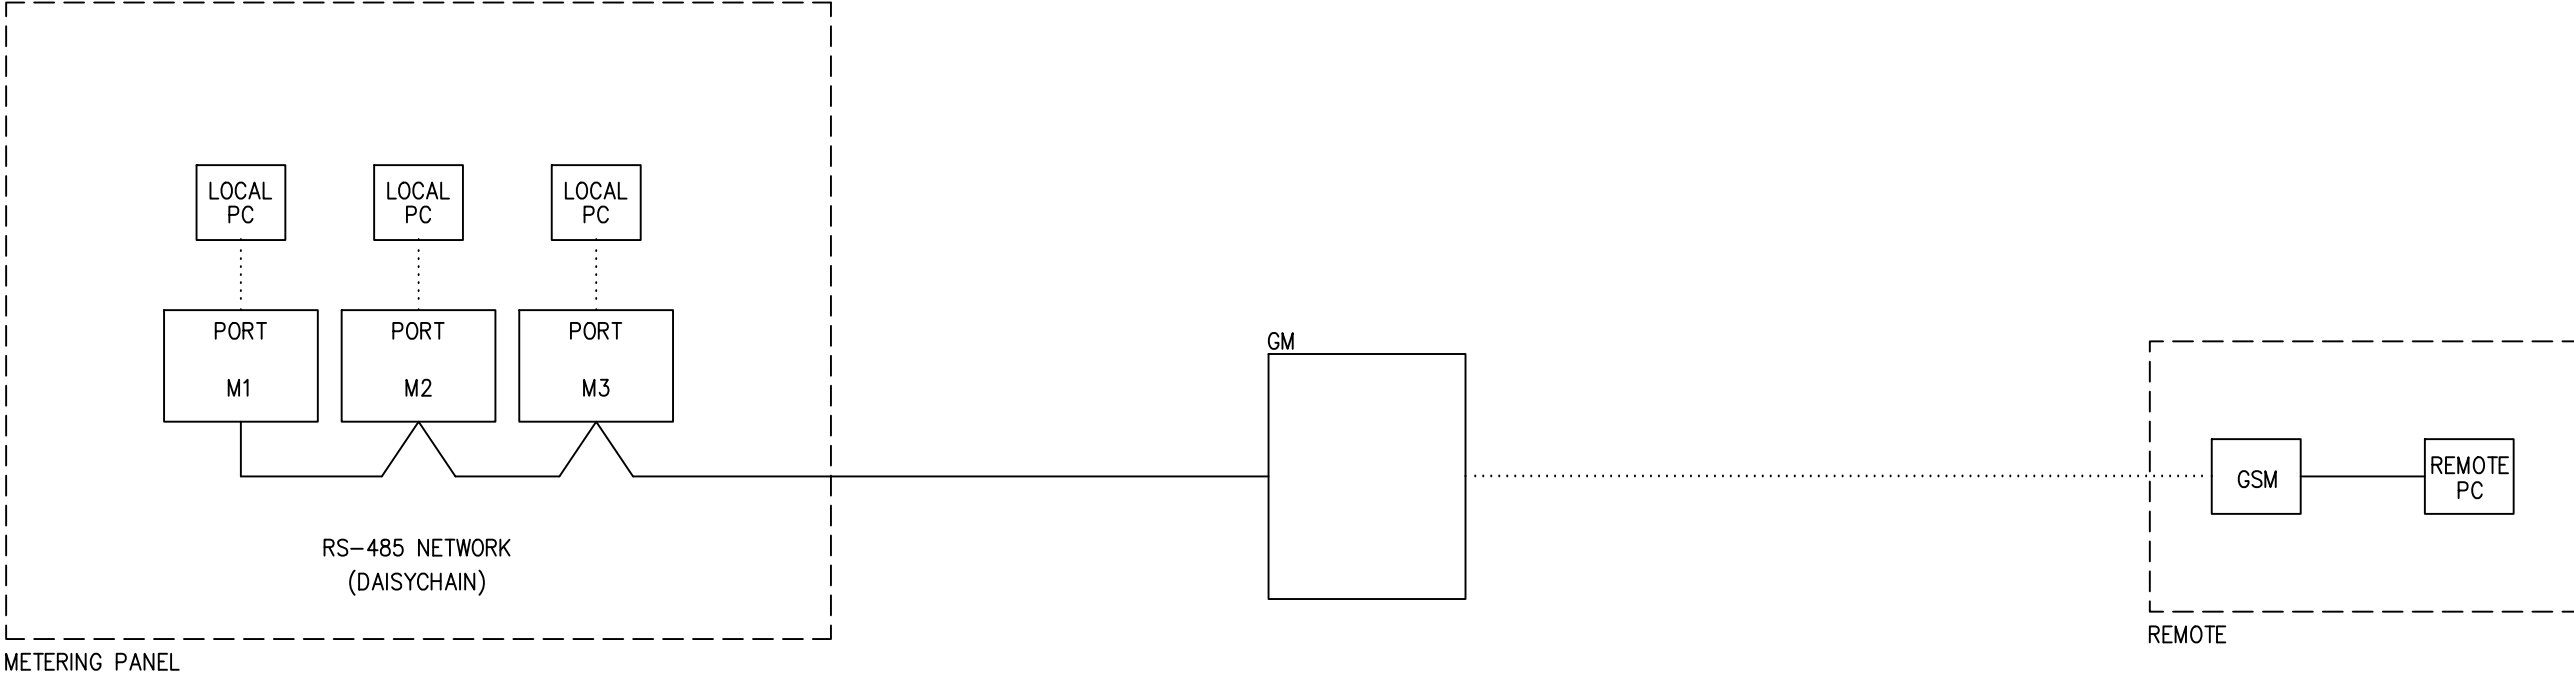 LOCAL
PC
LOCAL
PC
LOCAL
PC
PORT
M1
PORT
M2
PORT
M3
RS-485 NETWORK
(DAISYCHAIN)
METERING PANEL
GM
GSM
REMOTE
PC
REMOTE